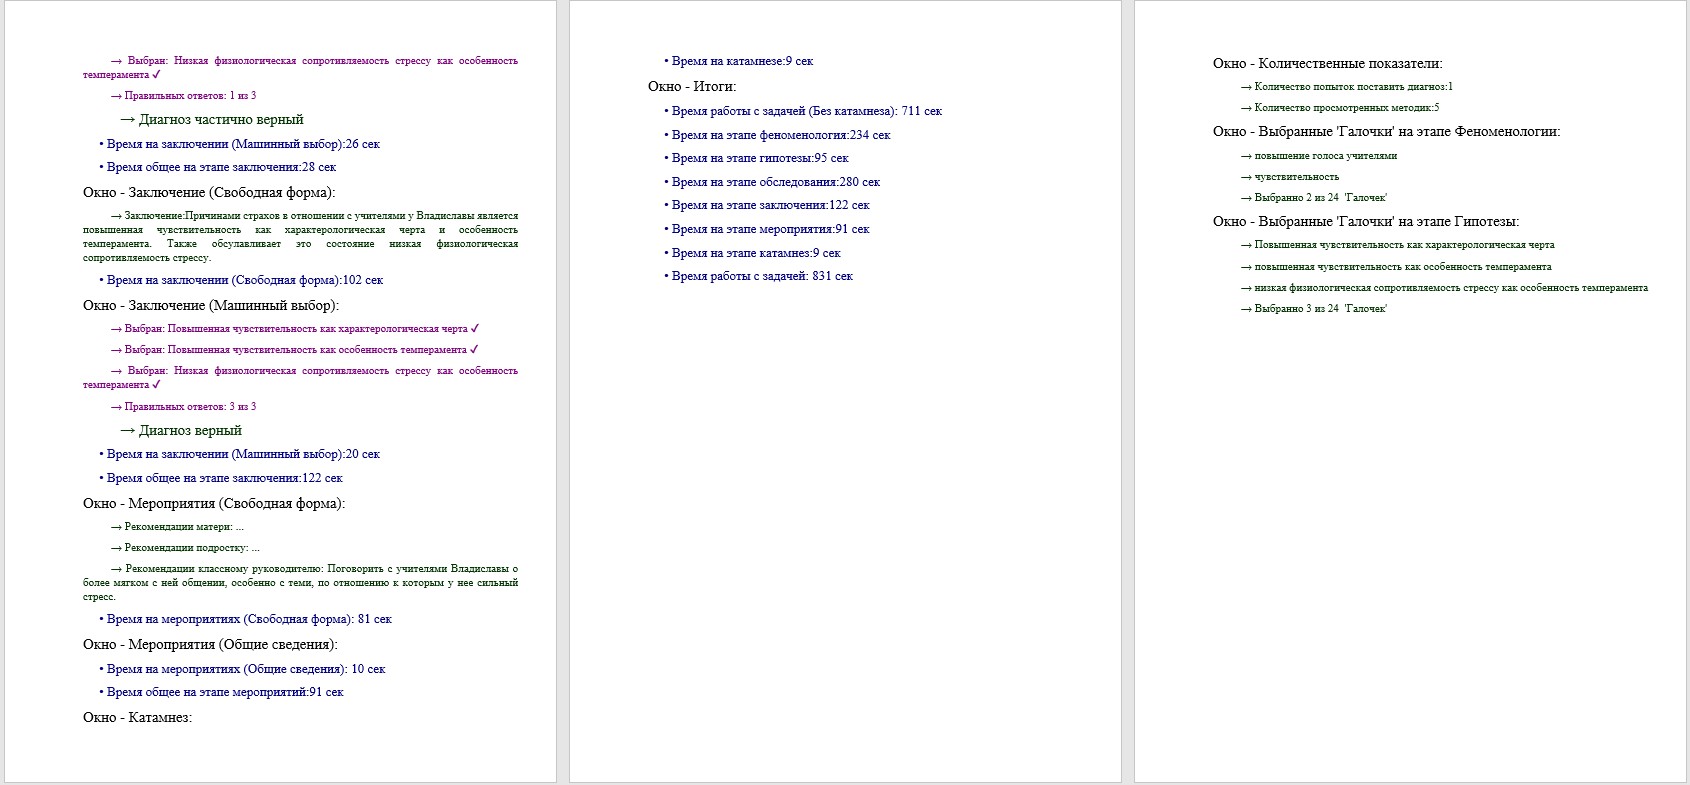 → Выбран: Низкая физиологическая сопротивляемость стрессу как особенность
темперамента ✓
→ Правильных ответов: 1 из 3
→ Диагноз частично верный
• Время на заключении (Машинный выбор):26 сек
• Время общее на этапе заключения:28 сек
Окно - Заключение (Свободная форма):
→ Заключение:Причинами страхов в отношении с учителями у Владиславы является
повышенная чувствительность как характерологическая черта и особенность
темперамента. Также обсулавливает это состояние низкая физиологическая
сопротивляемость стрессу.
• Время на заключении (Свободная форма):102 сек
Окно - Заключение (Машинный выбор):
→ Выбран: Повышенная чувствительность как характерологическая черта ✓
→ Выбран: Повышенная чувствительность как особенность темперамента ✓
→ Выбран: Низкая физиологическая сопротивляемость стрессу как особенность
темперамента ✓
→ Правильных ответов: 3 из 3
→ Диагноз верный
• Время на заключении (Машинный выбор):20 сек
• Время общее на этапе заключения:122 сек
Окно - Мероприятия (Свободная форма):
→ Рекомендации матери: ...
→ Рекомендации подростку: ...
→ Рекомендации классному руководителю: Поговорить с учителями Владиславы о
более мягком с ней общении, особенно с теми, по отношению к которым у нее сильный
стресс.
• Время на мероприятиях (Свободная форма): 81 сек
Окно - Мероприятия (Общие сведения):
• Время на мероприятиях (Общие сведения): 10 сек
• Время общее на этапе мероприятий:91 сек
Окно - Катамнез:
• Время на катамнезе:9 сек
Окно - Итоги:
• Время работы с задачей (Без катамнеза): 711 сек
• Время на этапе феноменология:234 сек
• Время на этапе гипотезы:95 сек
• Время на этапе обследования:280 сек
• Время на этапе заключения:122 сек
• Время на этапе мероприятия:91 сек
• Время на этапе катамнез:9 сек
• Время работы с задачей: 831 сек
Окно - Количественные показатели:
→ Количество попыток поставить диагноз:1
→ Количество просмотренных методик:5
Окно - Выбранные 'Галочки' на этапе Феноменологии:
→ повышение голоса учителями
→ чувствительность
→ Выбранно 2 из 24 'Галочек'
Окно - Выбранные 'Галочки' на этапе Гипотезы:
→ Повышенная чувствительность как характерологическая черта
→ повышенная чувствительность как особенность темперамента
→ низкая физиологическая сопротивляемость стрессу как особенность темперамента
→ Выбранно 3 из 24 'Галочек'